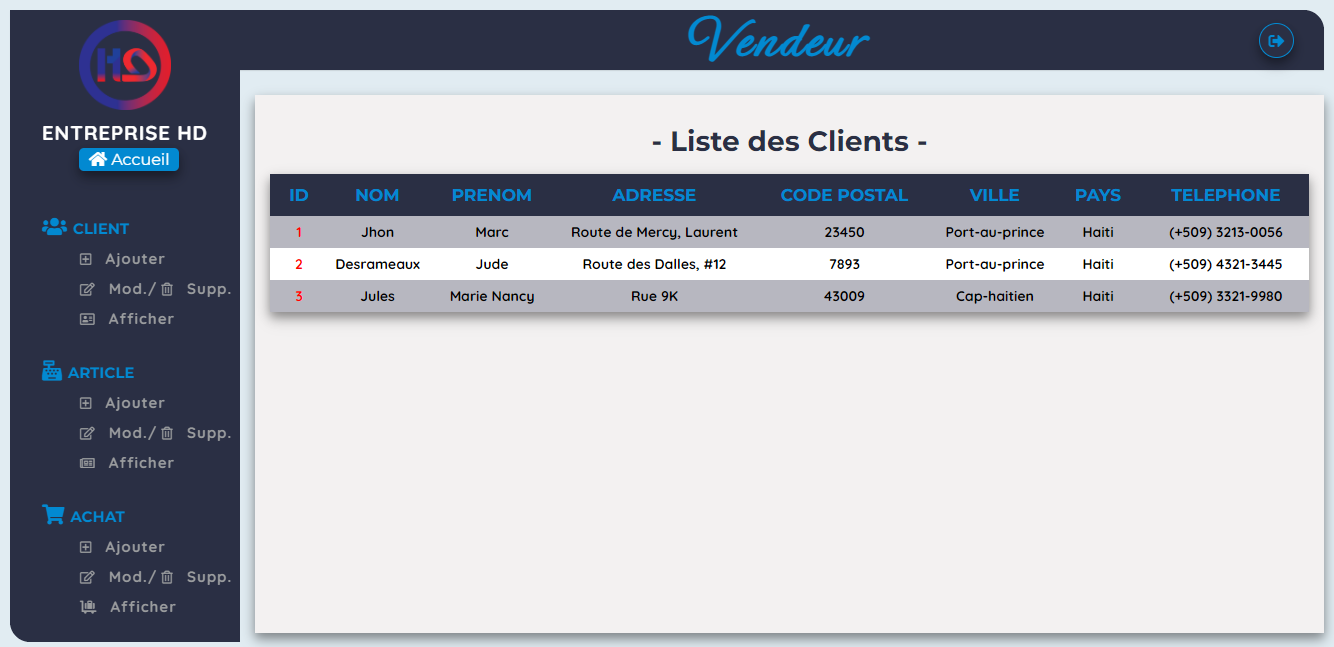 Vendeur
HD
ENTREPRISE HD
Accueil
CLIENT
Ajouter
Mod./ Supp.
Afficher
ARTICLE
Ajouter
Mod./ Supp.
Afficher
ACHAT
Ajouter
Mod./ Supp.
Afficher
- Liste des Clients -
ID NOM PRENOM ADRESSE CODE POSTAL VILLE PAYS TELEPHONE
1 Jhon Marc Route de Mercy, Laurent 23450 Port-au-prince Haiti (+509) 3213-0056
2 Desrameaux Jude Route des Dalles, #12 7893 Port-au-prince Haiti (+509) 4321-3445
3 Jules Marie Nancy Rue 9K 43009 Cap-haitien Haiti (+509) 3321-9980